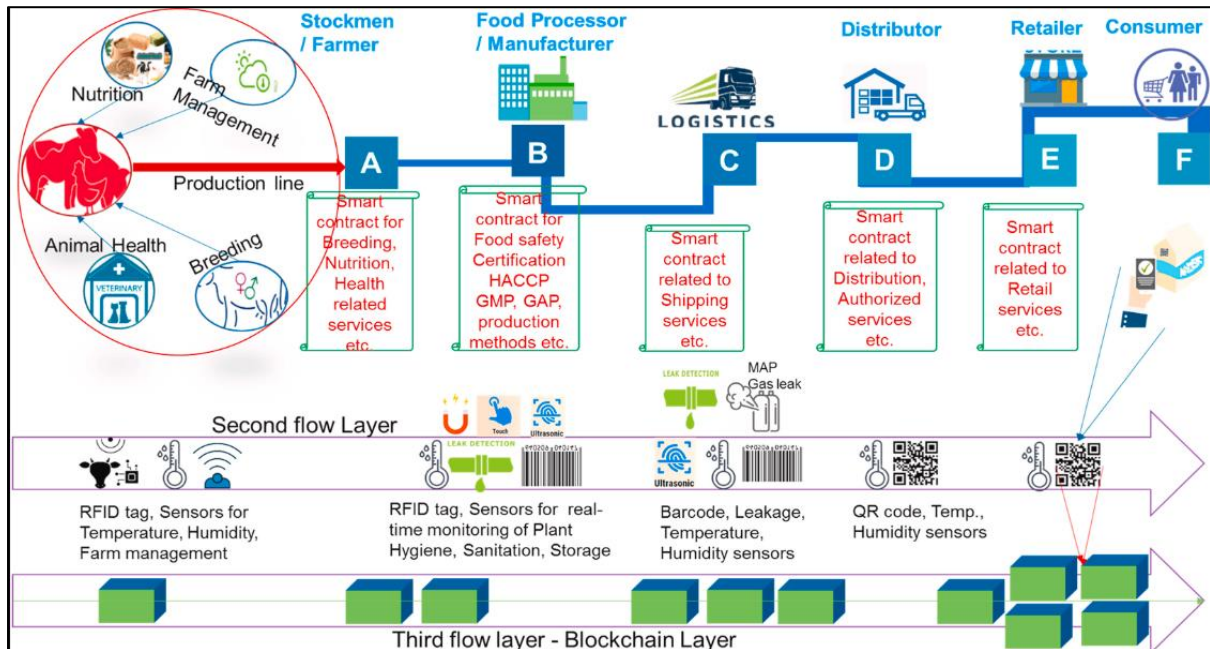 Stockmen
/ Farmer
Food Processor
/ Manufacturer
Distributor
Retailer
Consumer
Nutrition
Farm
Management
LOGISTICS
A
B
C
D
E
F
Production line
Animal Health
Breeding
VETERINARY
Smart
contract for
Breeding,
Nutrition,
Health
related
services
etc.
Smart
contract for
Food safety
Certification
HACCP
GMP, GAP,
production
methods etc.
Smart
contract
related to
Shipping
services
etc.
Smart
contract
related to
Distribution,
Authorized
services
etc.
Smart
contract
related to
Retail
services
etc.
LEAK DETECTION
MAP
Gas leak
Second flow Layer
Touch
Ultrasonic
LEAK DETECTION
Ultrasonic
RFID tag, Sensors for
Temperature, Humidity,
Farm management
RFID tag, Sensors for real-
time monitoring of Plant
Hygiene, Sanitation, Storage
Barcode, Leakage,
Temperature,
Humidity sensors
QR code, Temp.,
Humidity sensors
Third flow layer - Blockchain Layer